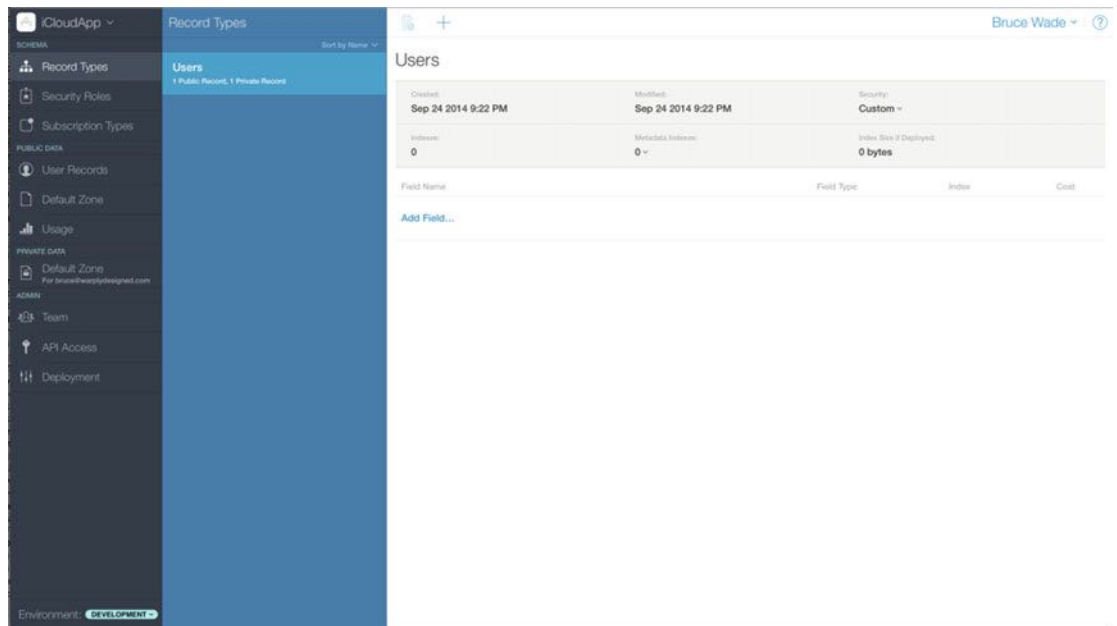 iCloudApp
SCHEMA
Record Types
Security Roles
Subscription Types
PUBLIC DATA
User Records
Default Zone
Usage
PRIVATE DATA
Default Zone
For bruce@warplydesigned.com
ADMIN
Team
API Access
Deployment
Environment: DEVELOPMENT
Record Types
Sort by Name
Users
1 Public Record, 1 Private Record
Bruce Wade ?
Users
Created: Modified: Security:
Sep 24 2014 9:22 PM Sep 24 2014 9:22 PM Custom
Indexes: Metadata Indexes: Index Size if Deployed:
0 0 0 bytes
Field Name Field Type Index Cost
Add Field...